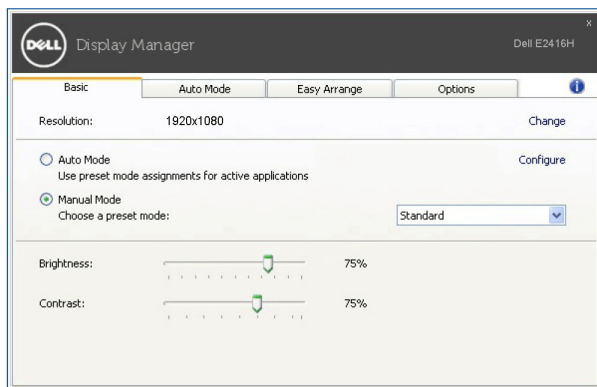 x
DELL Display Manager Dell E2416H
Basic Auto Mode Easy Arrange Options i
Resolution: 1920x1080 Change
Auto Mode Configure
Use preset mode assignments for active applications
Manual Mode
Choose a preset mode: Standard
Brightness: 75%
Contrast: 75%